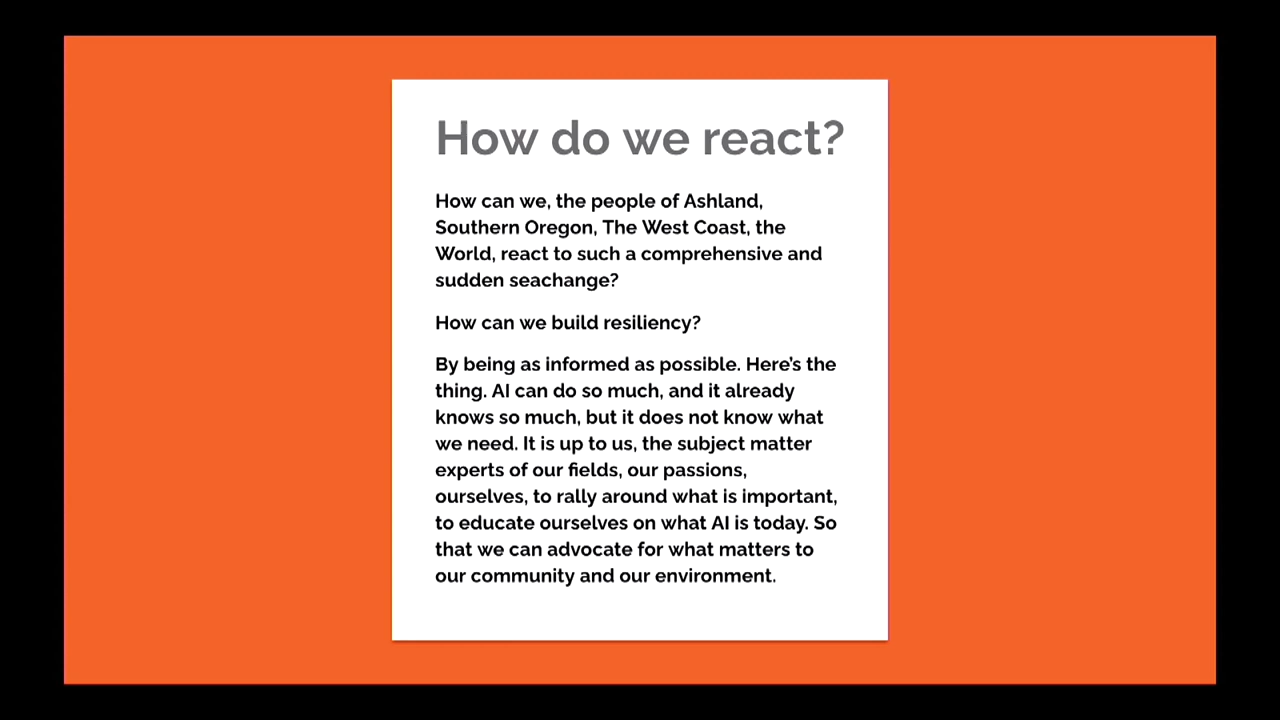 How do we react?
How can we, the people of Ashland,
Southern Oregon, The West Coast, the
World, react to such a comprehensive and
sudden seachange?
How can we build resiliency?
By being as informed as possible. Here’s the
thing. AI can do so much, and it already
knows so much, but it does not know what
we need. It is up to us, the subject matter
experts of our fields, our passions,
ourselves, to rally around what is important,
to educate ourselves on what AI is today. So
that we can advocate for what matters to
our community and our environment.